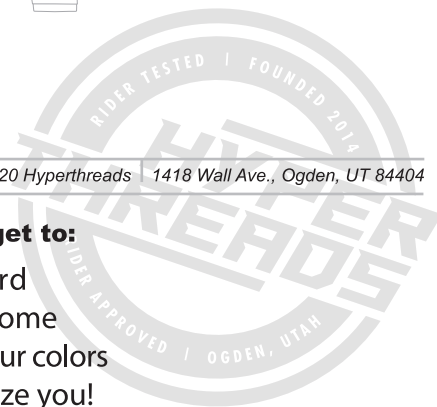 RIDER TESTED | FOUNDED 2014
HYPER
THREADS
20 Hyperthreads | 1418 Wall Ave., Ogden, UT 84404
get to:
rd
ome
ur colors
ze you!
RIDER APPROVED | OGDEN, UTAH